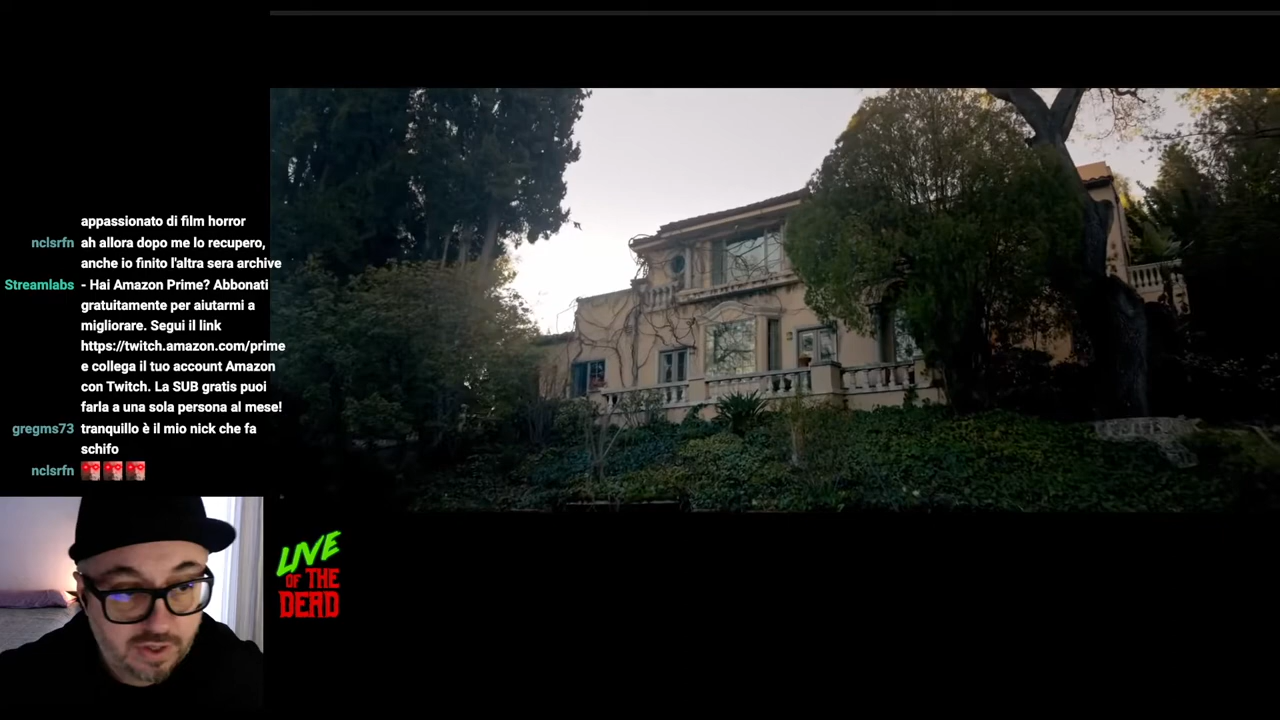 appassionato di film horror
nclsrfn ah allora dopo me lo recupero,
anche io finito l'altra sera archive
Streamlabs - Hai Amazon Prime? Abbonati
gratuitamente per aiutarmi a
migliorare. Segui il link
https://twitch.amazon.com/prime
e collega il tuo account Amazon
con Twitch. La SUB gratis puoi
farla a una sola persona al mese!
gregms73 tranquillo è il mio nick che fa
schifo
nclsrfn
LIVE
OF THE
DEAD